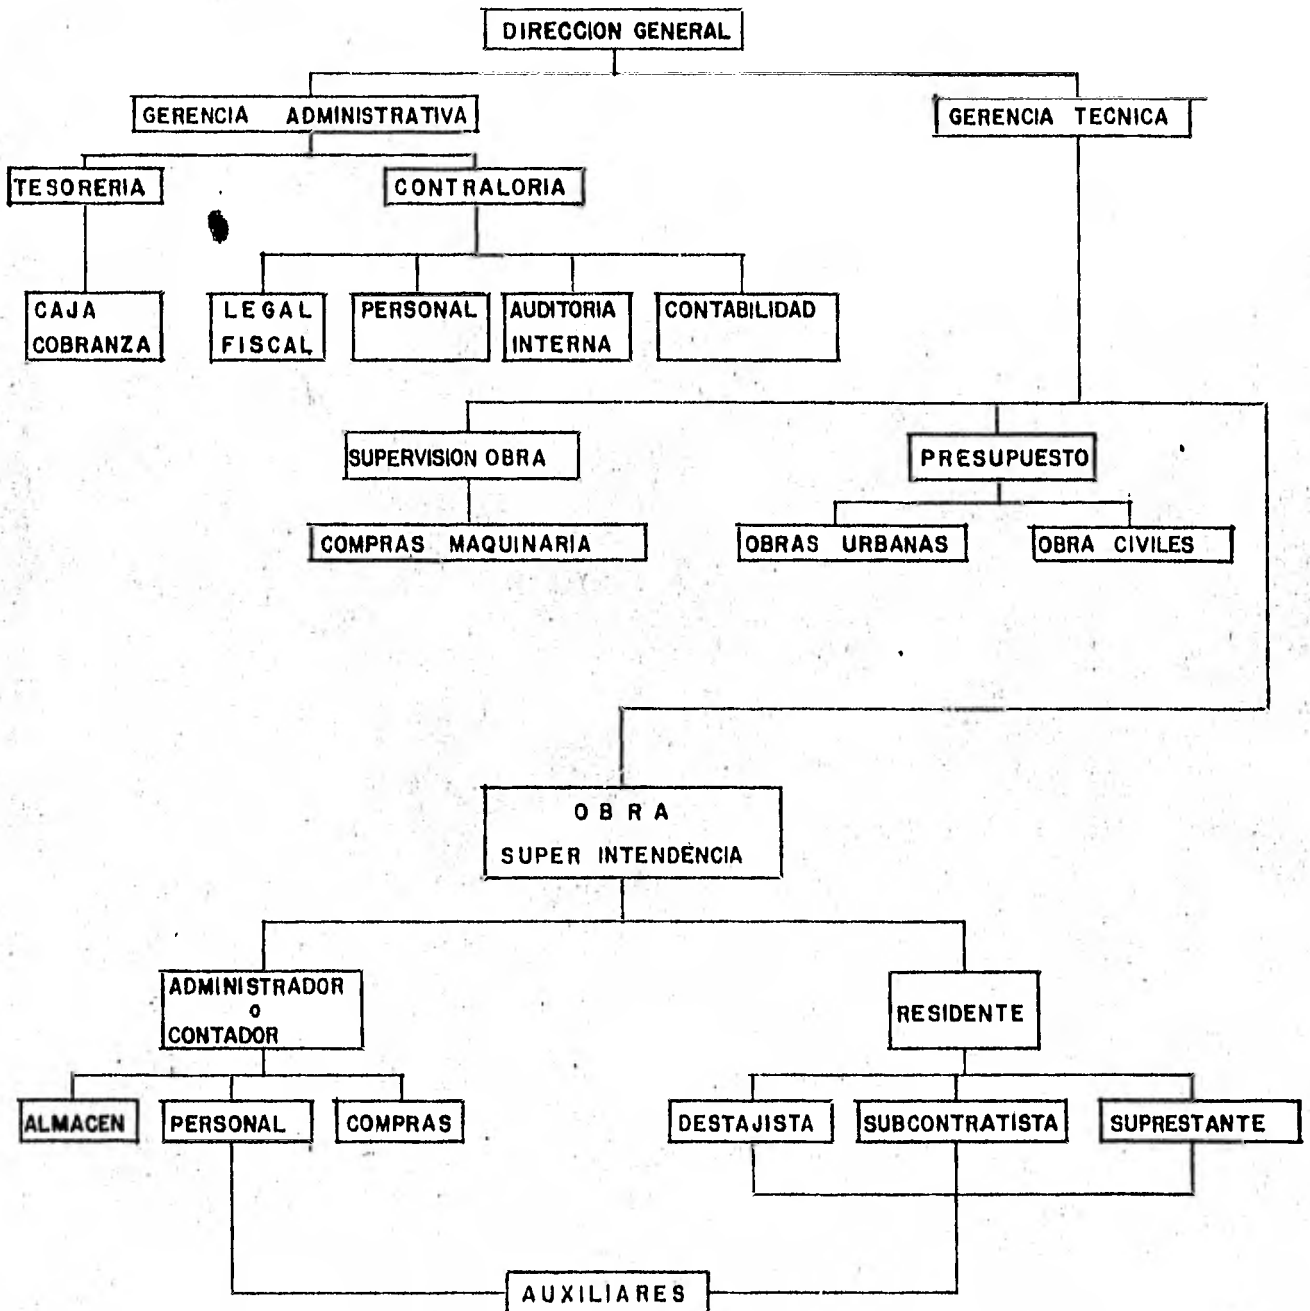 DIRECCION GENERAL
GERENCIA ADMINISTRATIVA
GERENCIA TECNICA
TESORERIA
CONTRALORIA
CAJA
COBRANZA
LEGAL
FISCAL
PERSONAL
AUDITORIA
INTERNA
CONTABILIDAD
SUPERVISION OBRA
PRESUPUESTO
COMPRAS MAQUINARIA
OBRAS URBANAS
OBRA CIVILES
OBRA
SUPER INTENDENCIA
ADMINISTRADOR
O
CONTADOR
RESIDENTE
ALMACEN
PERSONAL
COMPRAS
DESTAJISTA
SUBCONTRATISTA
SUPRESTANTE
AUXILIARES